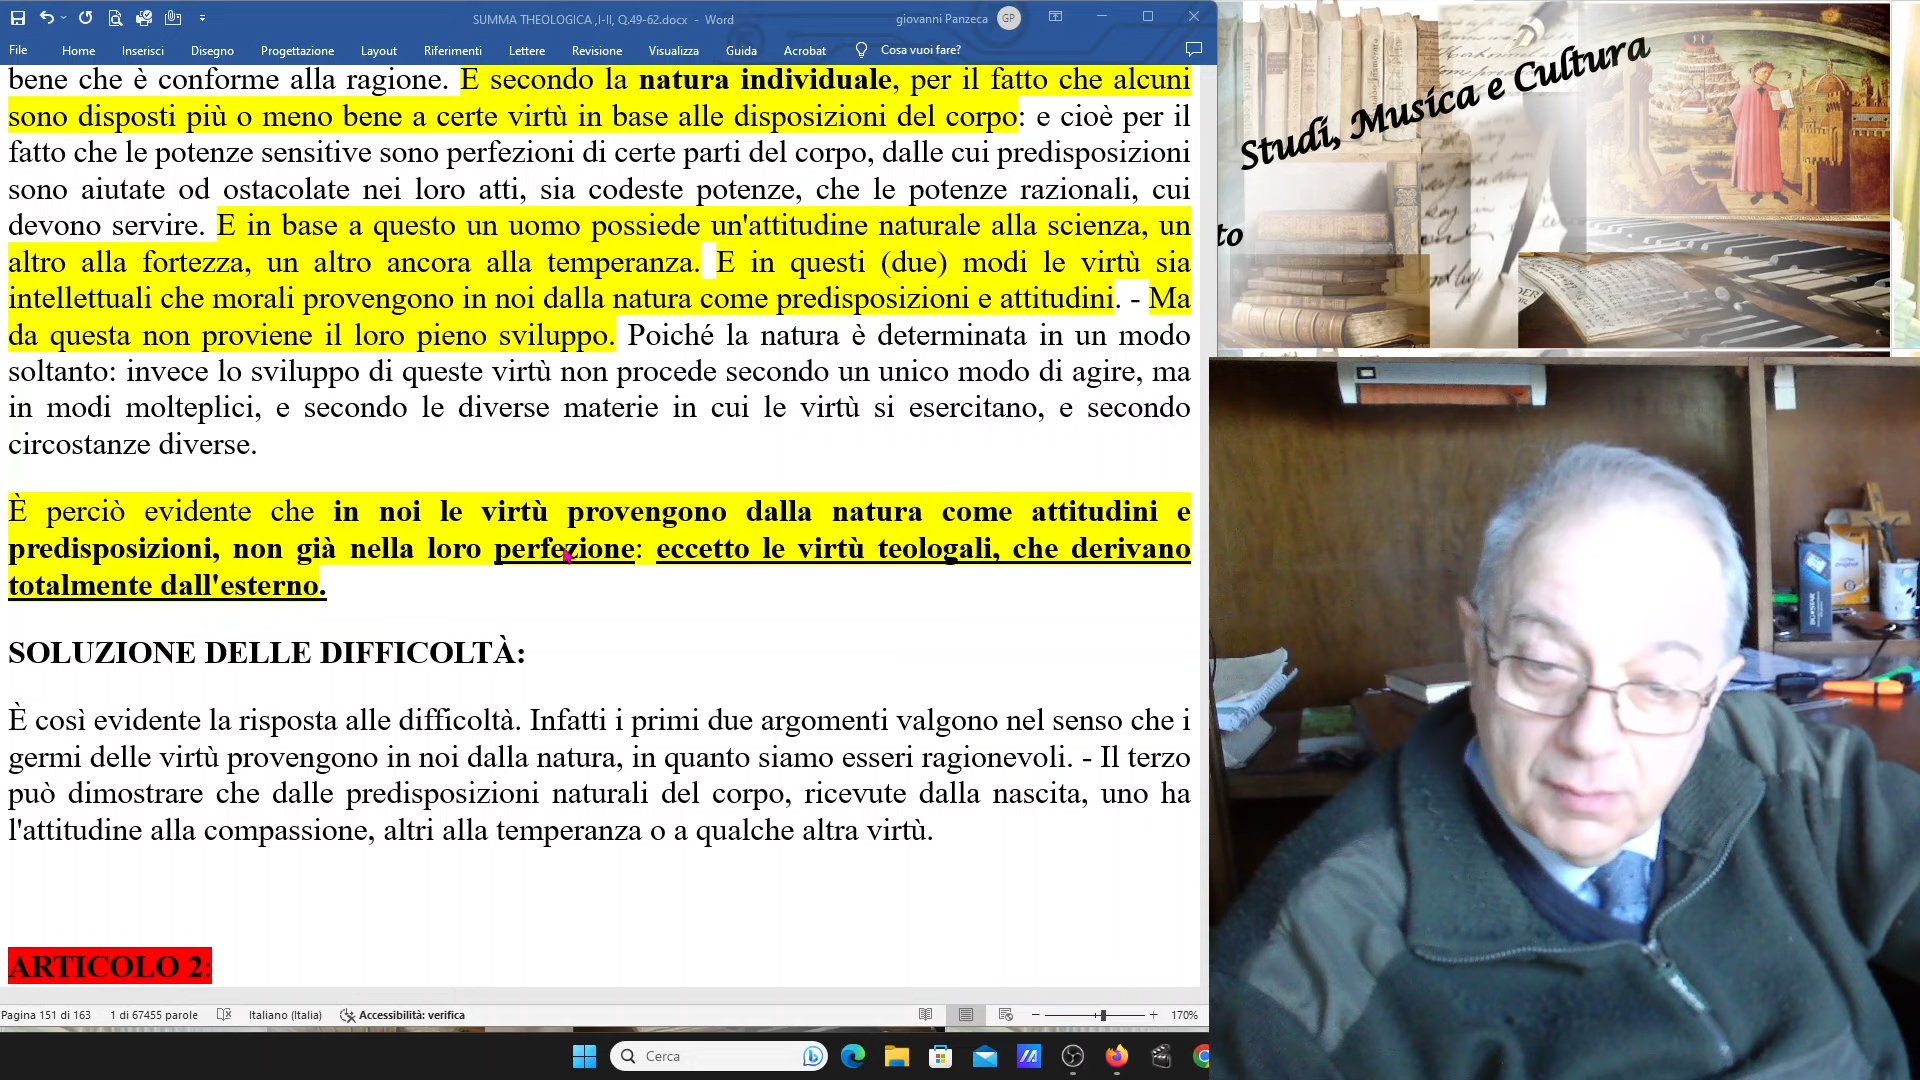 SUMMA THEOLOGICA ,I-II, Q.49-62.docx - Word
giovanni Panzeca
GP
File Home Inserisci Disegno Progettazione Layout Riferimenti Lettere Revisione Visualizza Guida Acrobat Cosa vuoi fare?
bene che è conforme alla ragione. E secondo la natura individuale, per il fatto che alcuni
sono disposti più o meno bene a certe virtù in base alle disposizioni del corpo: e cioè per il
fatto che le potenze sensitive sono perfezioni di certe parti del corpo, dalle cui predisposizioni
sono aiutate od ostacolate nei loro atti, sia codeste potenze, che le potenze razionali, cui
devono servire. E in base a questo un uomo possiede un'attitudine naturale alla scienza, un
altro alla fortezza, un altro ancora alla temperanza. E in questi (due) modi le virtù sia
intellettuali che morali provengono in noi dalla natura come predisposizioni e attitudini. - Ma
da questa non proviene il loro pieno sviluppo. Poiché la natura è determinata in un modo
soltanto: invece lo sviluppo di queste virtù non procede secondo un unico modo di agire, ma
in modi molteplici, e secondo le diverse materie in cui le virtù si esercitano, e secondo
circostanze diverse.
È perciò evidente che in noi le virtù provengono dalla natura come attitudini e
predisposizioni, non già nella loro perfezione: eccetto le virtù teologali, che derivano
totalmente dall'esterno.
SOLUZIONE DELLE DIFFICOLTÀ:
È così evidente la risposta alle difficoltà. Infatti i primi due argomenti valgono nel senso che i
germi delle virtù provengono in noi dalla natura, in quanto siamo esseri ragionevoli. - Il terzo
può dimostrare che dalle predisposizioni naturali del corpo, ricevute dalla nascita, uno ha
l'attitudine alla compassione, altri alla temperanza o a qualche altra virtù.
ARTICOLO 2:
Pagina 151 di 163 1 di 67455 parole Italiano (Italia) Accessibilità: verifica 170%
Cerca
Studi, Musica e Cultura
to